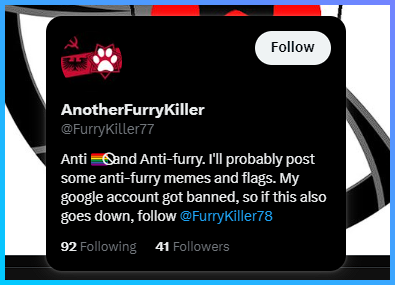 Follow
AnotherFurryKiller
@FurryKiller77
Anti 🏳️‍🌈🚫and Anti-furry. I'll probably post
some anti-furry memes and flags. My
google account got banned, so if this also
goes down, follow @FurryKiller78
92 Following 41 Followers